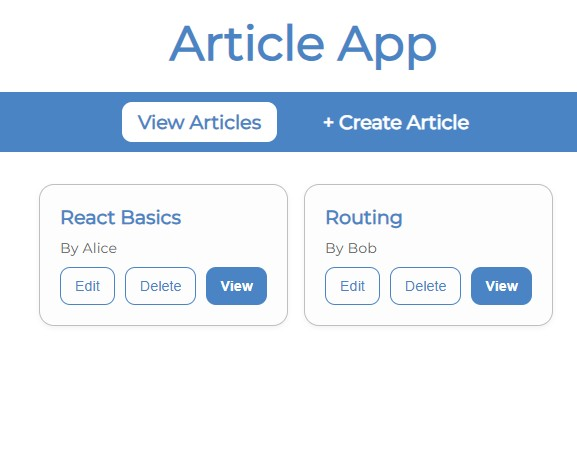 Article App
View Articles + Create Article
React Basics
By Alice
Edit Delete View
Routing
By Bob
Edit Delete View